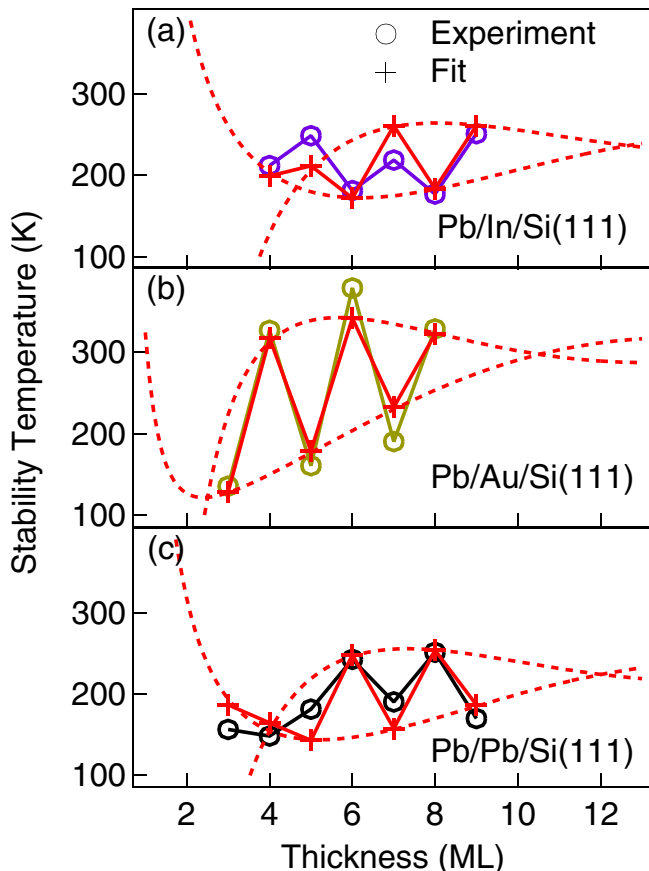 (a)
Experiment
Fit
300
200
100
Pb/In/Si(111)
(b)
300
200
100
Pb/Au/Si(111)
(c)
300
200
100
Pb/Pb/Si(111)
Stability Temperature (K)
2 4 6 8 10 12
Thickness (ML)